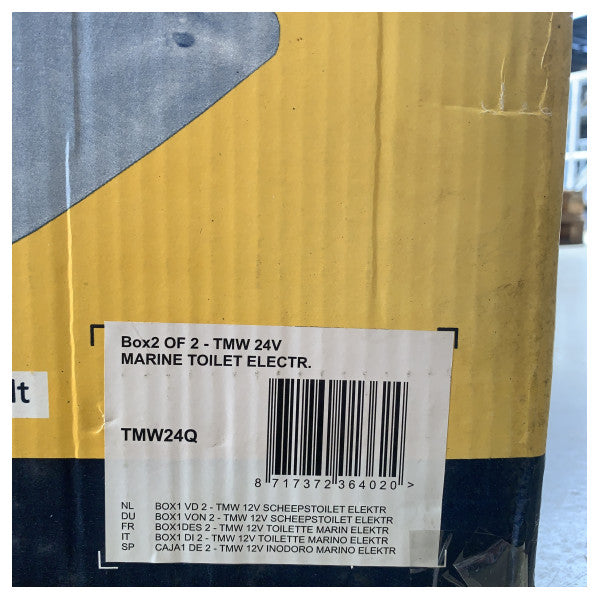 Box2 OF 2 - TMW 24V
MARINE TOILET ELECTR.
lt
TMW24Q
8 717372 364020 >
NL BOX1 VD 2 - TMW 12V SCHEEPSTOILET ELEKTR
DU BOX1 VON 2 - TMW 12V SCHEEPSTOILET ELEKTR
FR BOX1DES 2 - TMW 12V TOILETTE MARIN ELEKTR
IT BOX1 DI 2 - TMW 12V TOILETTE MARINO ELEKTR
SP CAJA1 DE 2 - TMW 12V INODORO MARINO ELEKTR